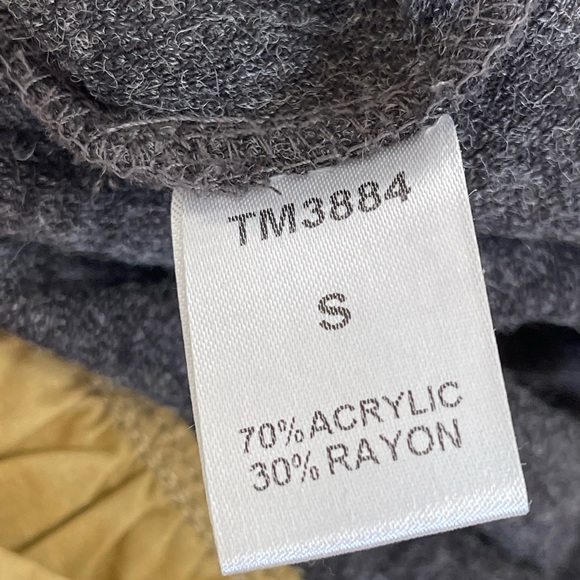 TM3884
S
70% ACRYLIC
30% RAYON